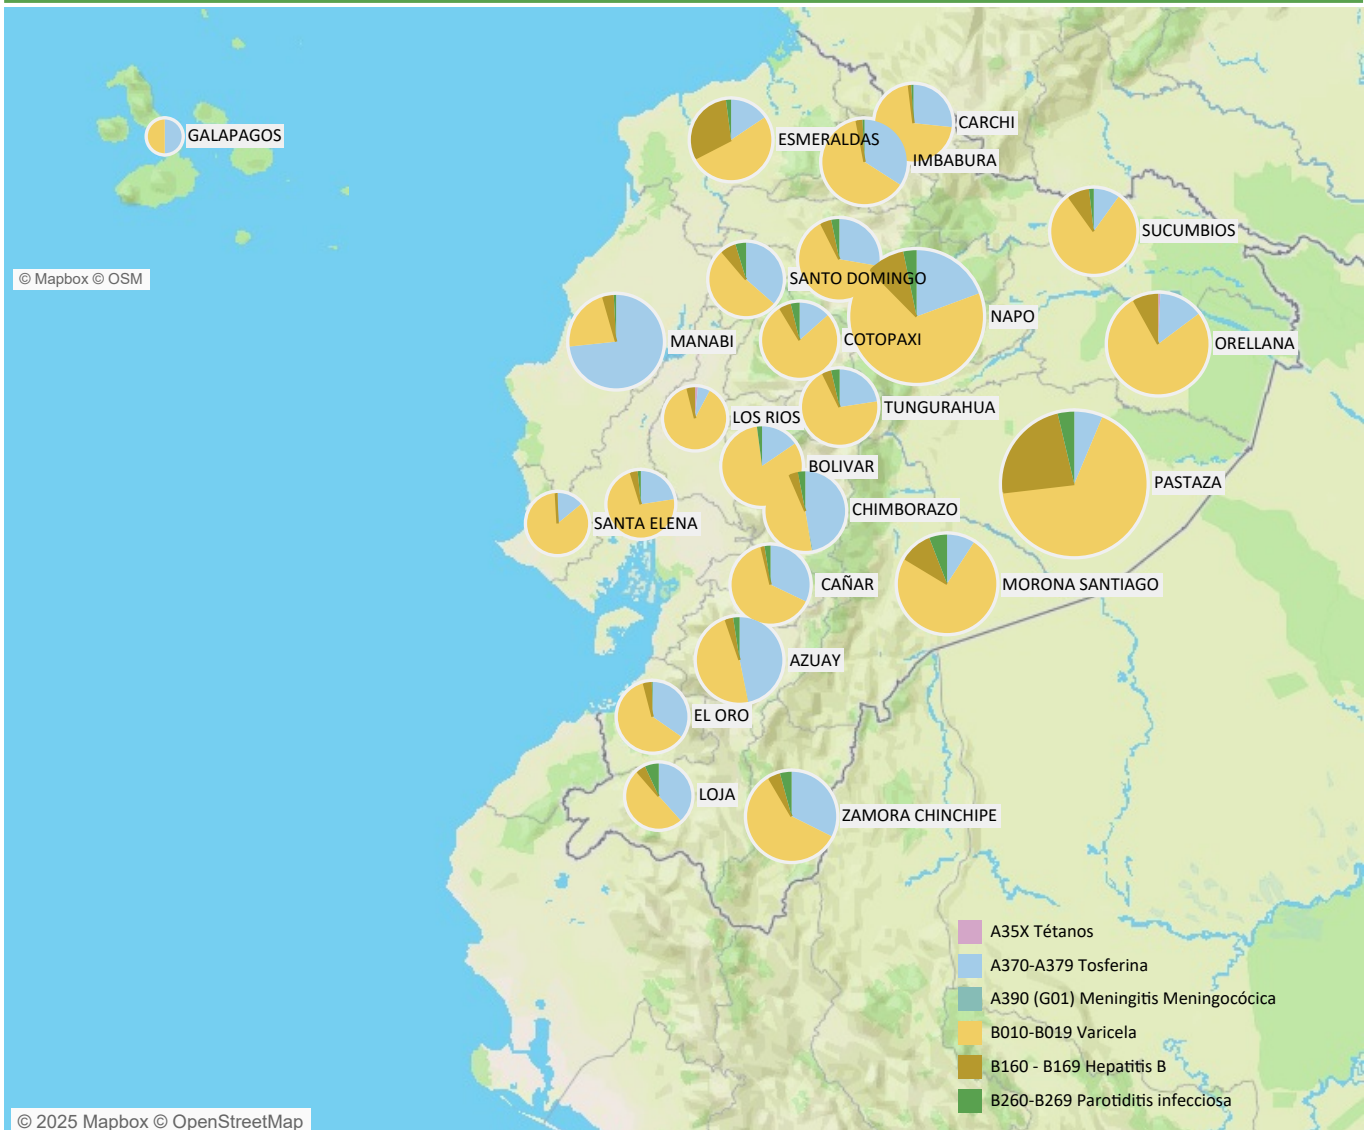 CARCHI
GALAPAGOS
ESMERALDAS
IMBABURA
SUCUMBIOS
© Mapbox © OSM
SANTO DOMINGO
NAPO
MANABI
COTOPAXI
ORELLANA
TUNGURAHUA
LOS RIOS
BOLIVAR
PASTAZA
CHIMBORAZO
SANTA ELENA
CAÑAR
MORONA SANTIAGO
AZUAY
EL ORO
LOJA
ZAMORA CHINCHIPE
A35X Tétanos
A370-A379 Tosferina
A390 (G01) Meningitis Meningocócica
B010-B019 Varicela
B160 - B169 Hepatitis B
B260-B269 Parotiditis infecciosa
© 2025 Mapbox © OpenStreetMap